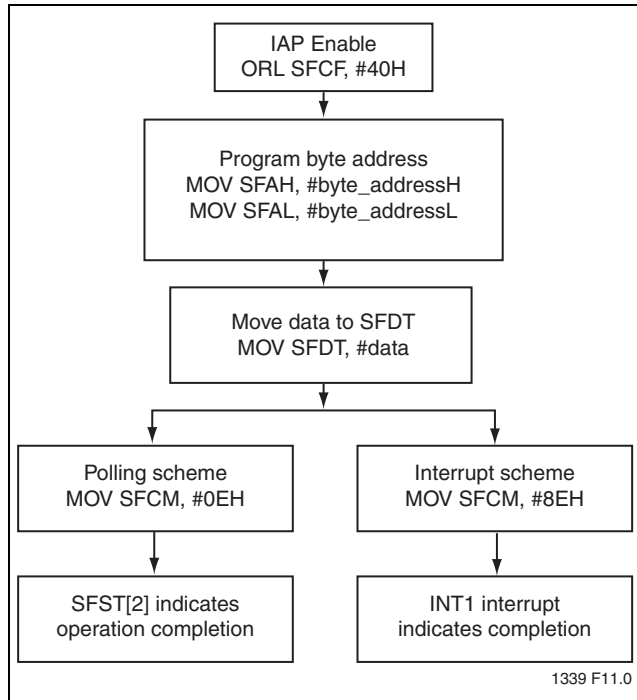 IAP Enable
ORL SFCF, #40H
Program byte address
MOV SFAH, #byte_addressH
MOV SFAL, #byte_addressL
Move data to SFDT
MOV SFDT, #data
Polling scheme
MOV SFCM, #0EH
Interrupt scheme
MOV SFCM, #8EH
SFST[2] indicates
operation completion
INT1 interrupt
indicates completion
1339 F11.0